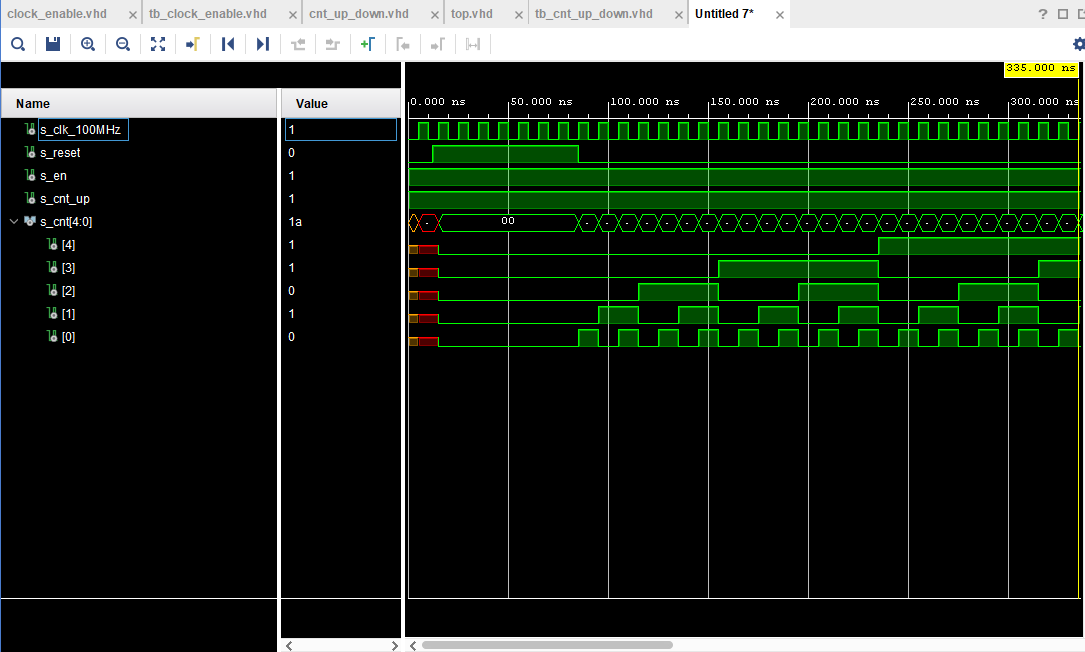 clock_enable.vhd tb_clock_enable.vhd cnt_up_down.vhd top.vhd tb_cnt_up_down.vhd Untitled 7*
335.000 ns
Name Value
0.000 ns 50.000 ns 100.000 ns 150.000 ns 200.000 ns 250.000 ns 300.000 ns
s_clk_100MHz 1
s_reset 0
s_en 1
s_cnt_up 1
s_cnt[4:0] 1a 00
[4] 1
[3] 1
[2] 0
[1] 1
[0] 0